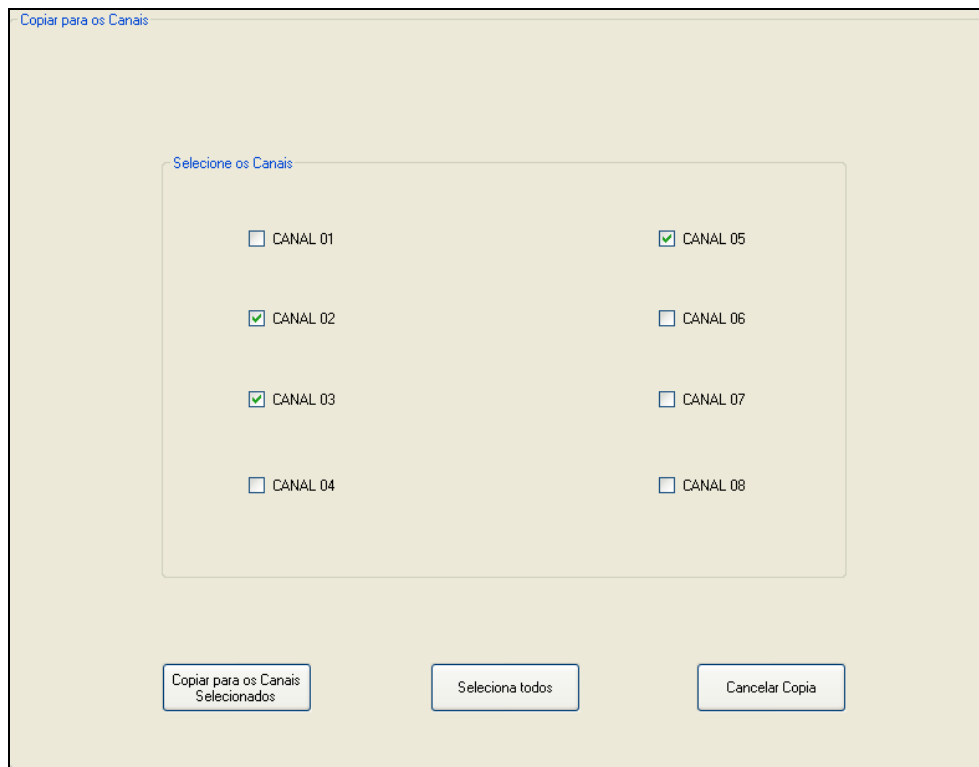 Copiar para os Canais
Selecione os Canais
CANAL 01
CANAL 05
CANAL 02
CANAL 06
CANAL 03
CANAL 07
CANAL 04
CANAL 08
Copiar para os Canais
Selecionados
Seleciona todos
Cancelar Copia